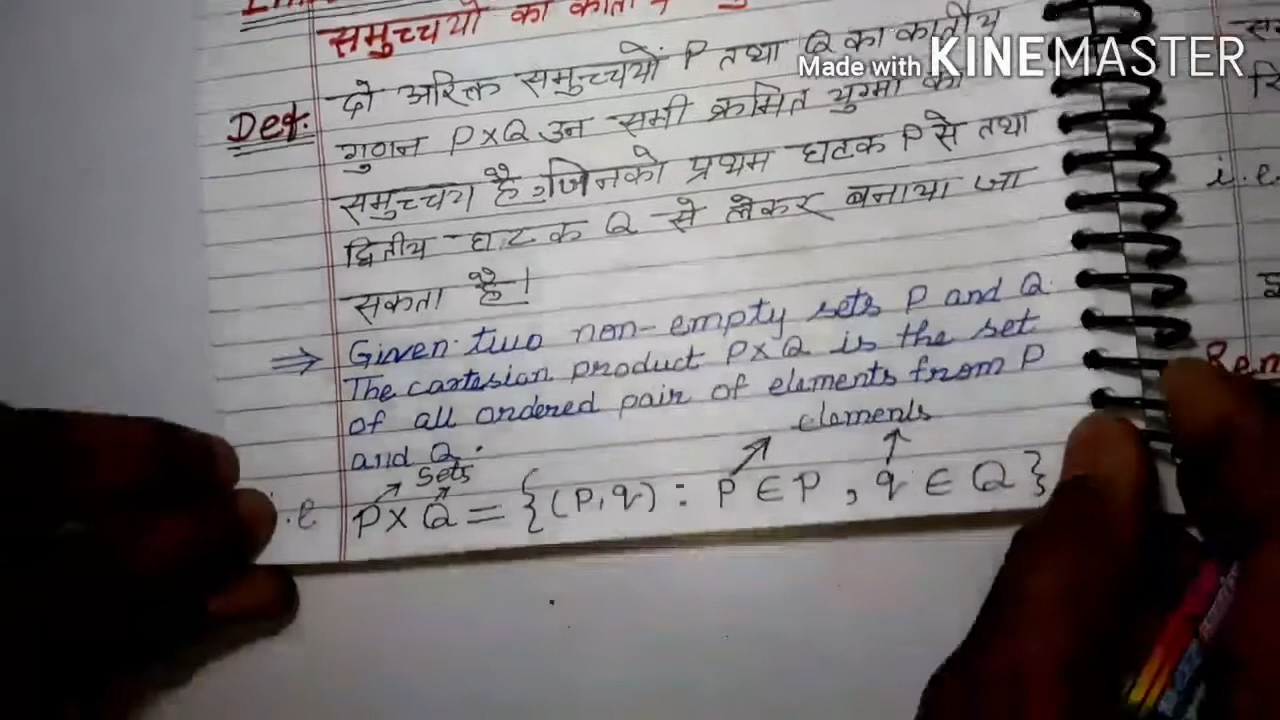 समुच्चयों का
Made with KINEMASTER
Def. दो अरिक्त समुच्चयों P तथा Q का कार्तीय
गुणन P×Q उन सभी क्रमित युग्मों का
समुच्चय है, जिनको प्रथम घटक P से तथा
द्वितीय घटक Q से लेकर बनाया जा
सकता है।
⇒ Given two non-empty sets P and Q.
The cartesian product P×Q is the set
of all ordered pair of elements from P
and Q.
elements
sets
i.e P×Q = {(P,q) : P∈P, q∈Q}
i.e.
Rem